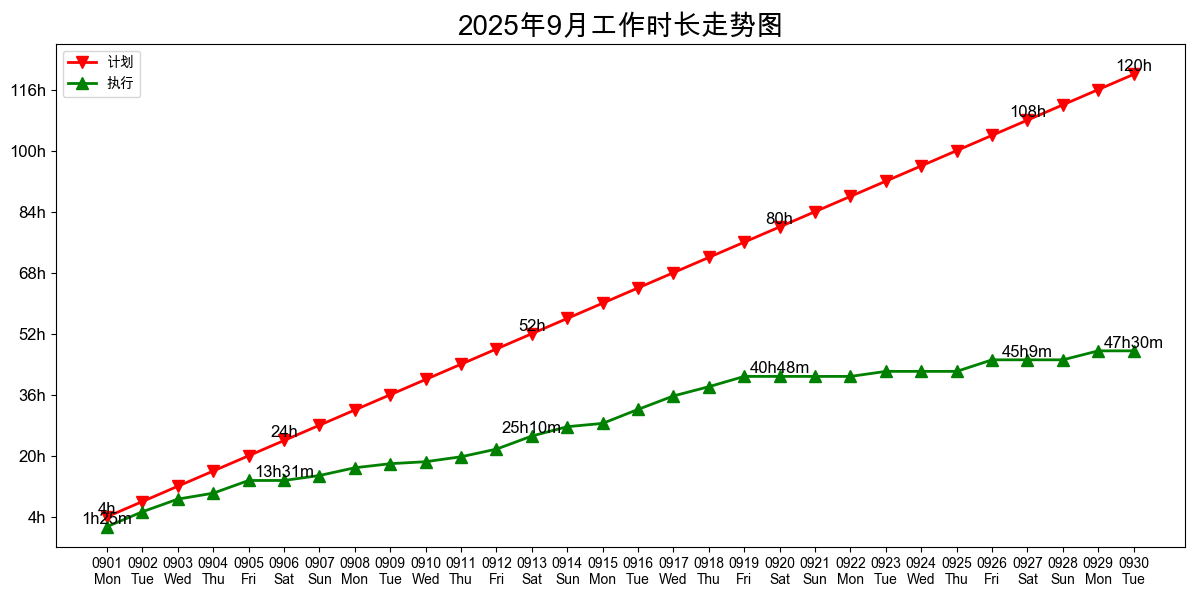 2025年9月工作时长走势图
计划
执行
116h
100h
84h
68h
52h
36h
20h
4h
120h
108h
80h
52h
24h
4h
1h25m
13h31m
25h10m
40h48m
45h9m
47h30m
0901 0902 0903 0904 0905 0906 0907 0908 0909 0910 0911 0912 0913 0914 0915 0916 0917 0918 0919 0920 0921 0922 0923 0924 0925 0926 0927 0928 0929 0930
Mon Tue Wed Thu Fri Sat Sun Mon Tue Wed Thu Fri Sat Sun Mon Tue Wed Thu Fri Sat Sun Mon Tue Wed Thu Fri Sat Sun Mon Tue